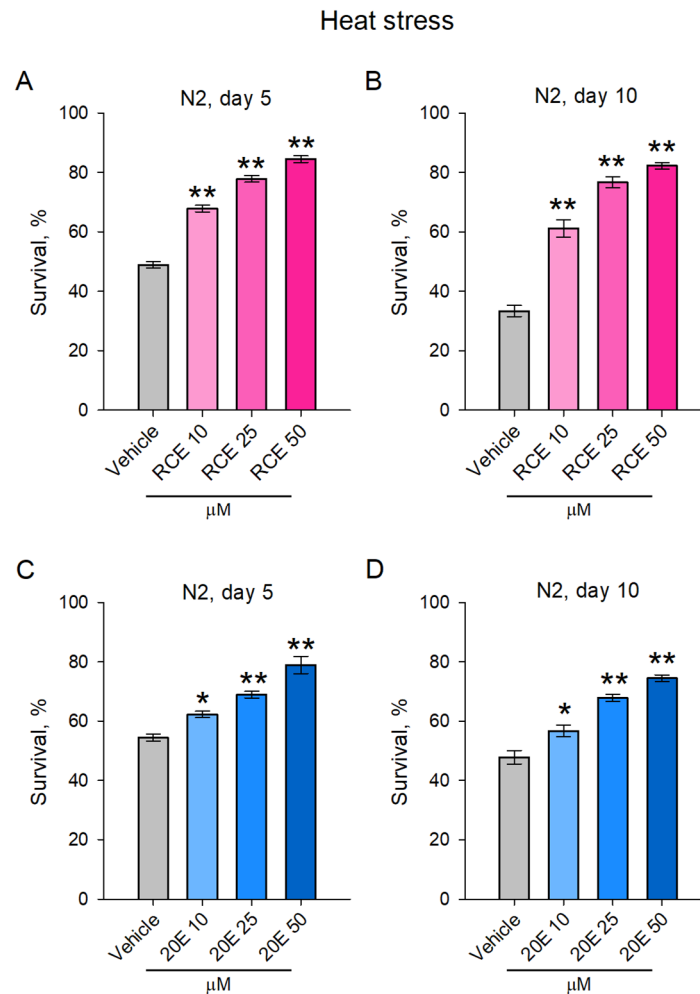 Heat stress
A
N2, day 5
**
**
**
100
80
60
40
20
0
Survival, %
Vehicle
RCE 10
RCE 25
RCE 50
μM
B
N2, day 10
**
**
**
100
80
60
40
20
0
Survival, %
Vehicle
RCE 10
RCE 25
RCE 50
μM
C
N2, day 5
*
**
**
100
80
60
40
20
0
Survival, %
Vehicle
20E 10
20E 25
20E 50
μM
D
N2, day 10
*
**
**
100
80
60
40
20
0
Survival, %
Vehicle
20E 10
20E 25
20E 50
μM